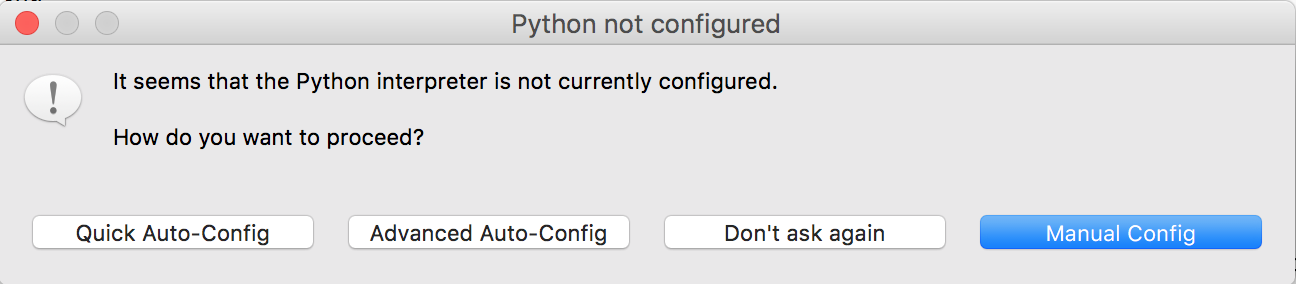 Python not configured
It seems that the Python interpreter is not currently configured.
How do you want to proceed?
Quick Auto-Config
Advanced Auto-Config
Don't ask again
Manual Config